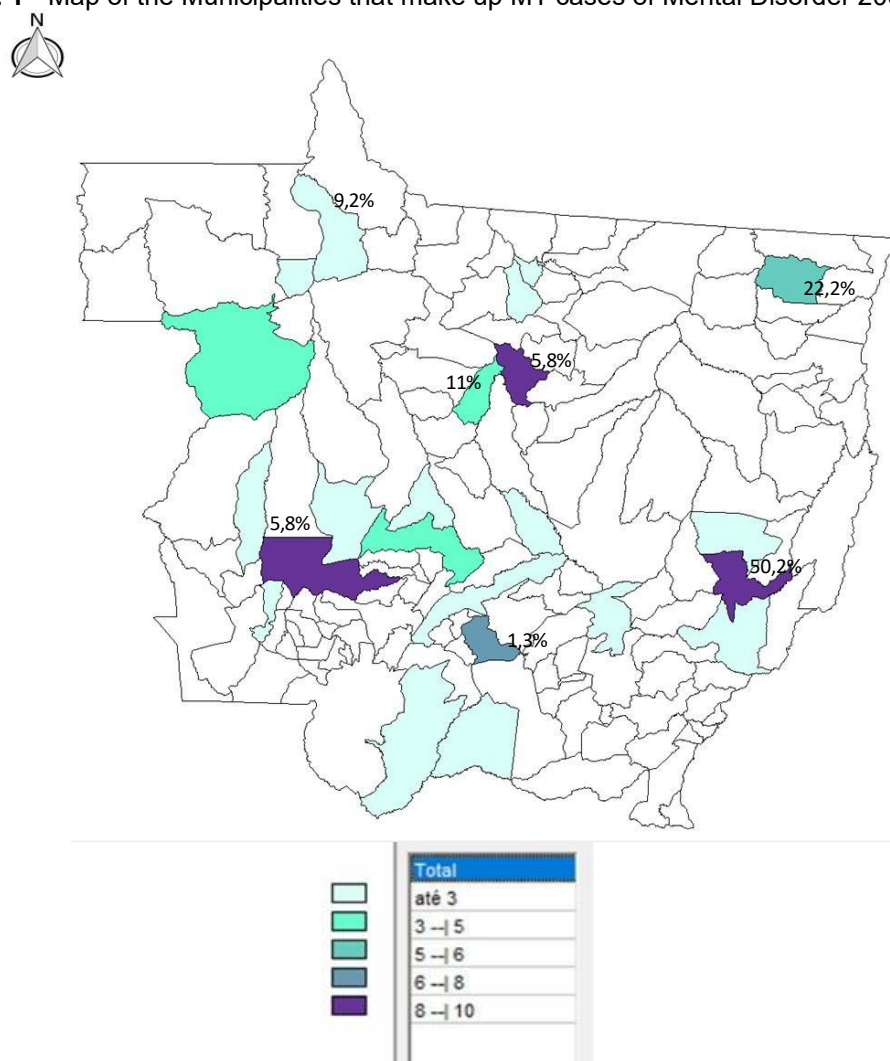 Map of the Municipalities that make up MT cases of Mental Disorder
N
9,2%
22,2%
5,8%
11%
5,8%
50,2%
1,3%
Total
até 3
3 --| 5
5 --| 6
6 --| 8
8 --| 10